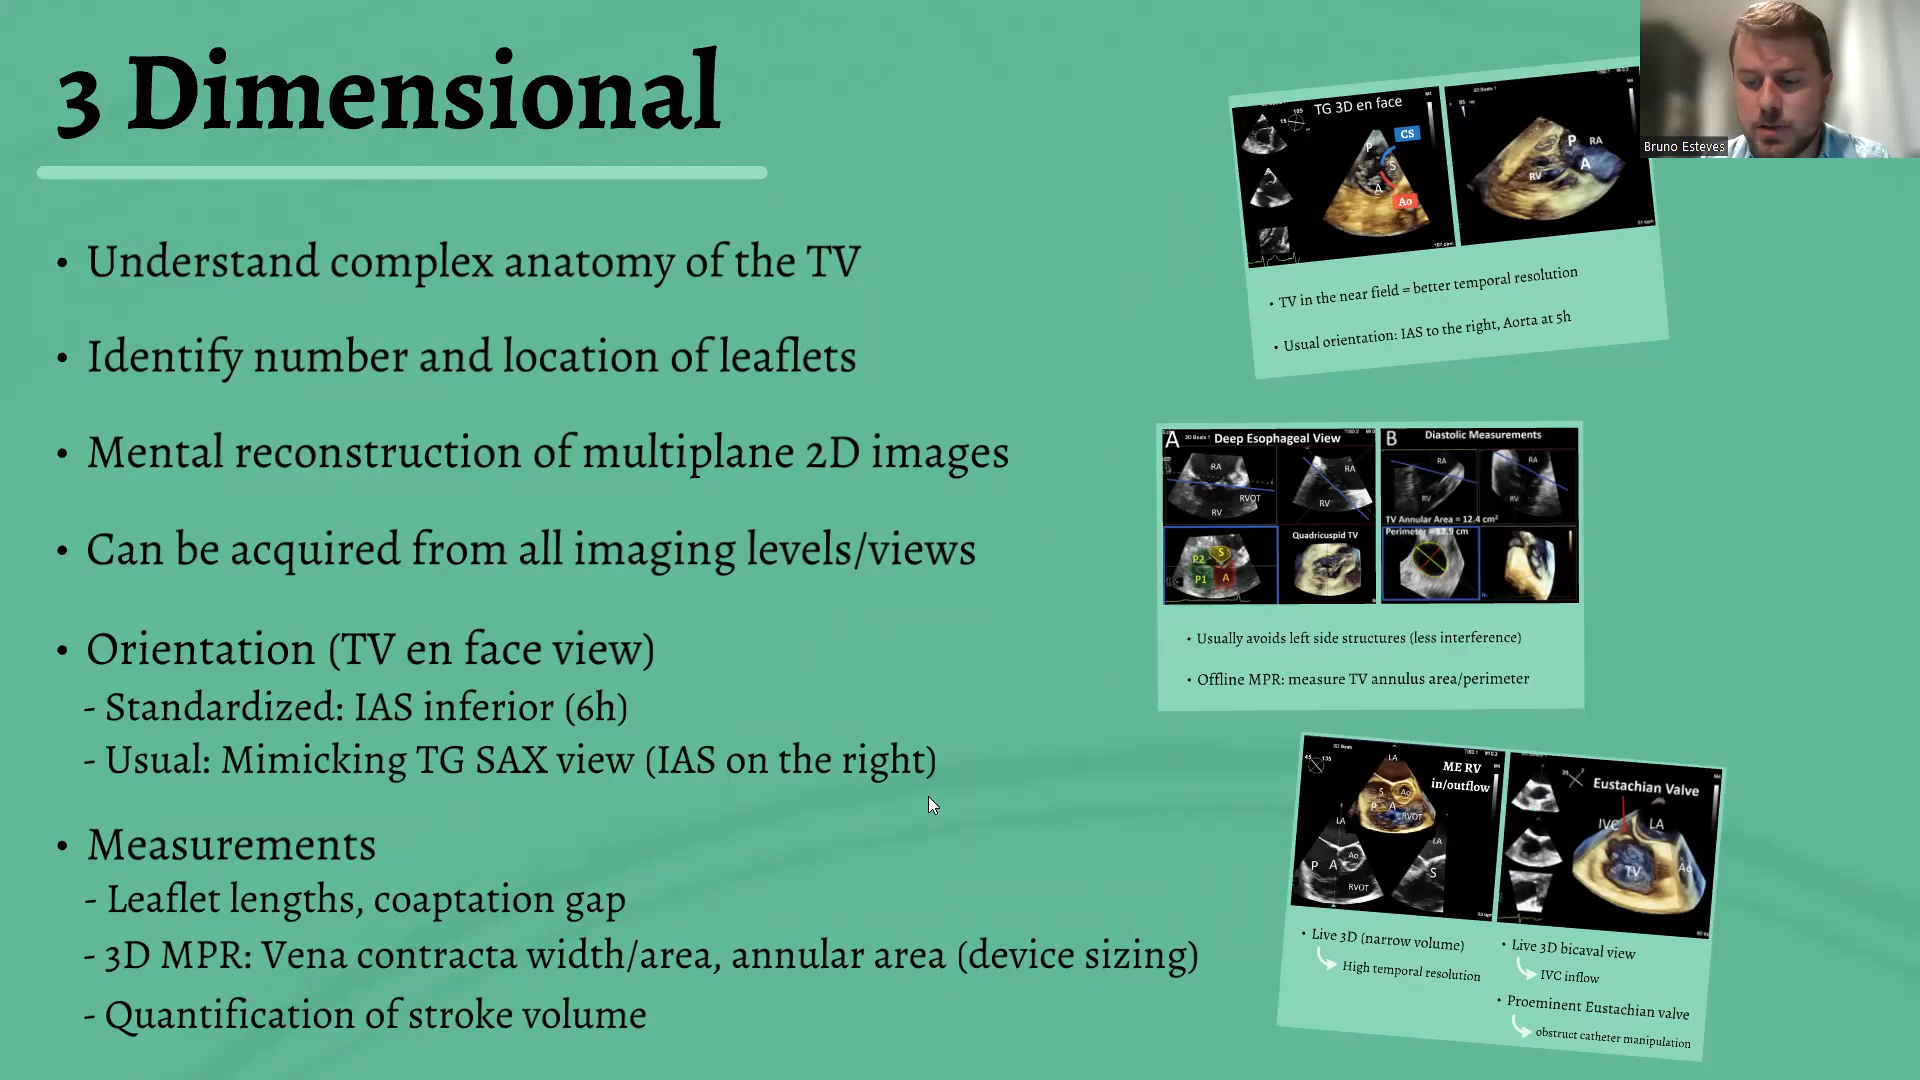 3 Dimensional
• Understand complex anatomy of the TV
• Identify number and location of leaflets
• Mental reconstruction of multiplane 2D images
• Can be acquired from all imaging levels/views
• Orientation (TV en face view)
- Standardized: IAS inferior (6h)
- Usual: Mimicking TG SAX view (IAS on the right)
• Measurements
- Leaflet lengths, coaptation gap
- 3D MPR: Vena contracta width/area, annular area (device sizing)
- Quantification of stroke volume
TG 3D en face
CS
P
S
A
Ao
P
RA
A
RV
• TV in the near field = better temporal resolution
• Usual orientation: IAS to the right, Aorta at 5h
Bruno Esteves
A
3D Beats 1
Deep Esophageal View
RA
RVOT
RV
RA
RV
S
P2
P1
A
Quadricuspid TV
B
Diastolic Measurements
RA
RV
RA
RV
TV Annular Area = 12.4 cm²
• Usually avoids left side structures (less interference)
• Offline MPR: measure TV annulus area/perimeter
LA
ME RV
in/outflow
S
Ao
P
A
RVOT
LA
Ao
P
A
RVOT
LA
S
Eustachian Valve
IVC
LA
TV
Ao
• Live 3D (narrow volume)
High temporal resolution
• Live 3D bicaval view
IVC inflow
• Proeminent Eustachian valve
obstruct catheter manipulation